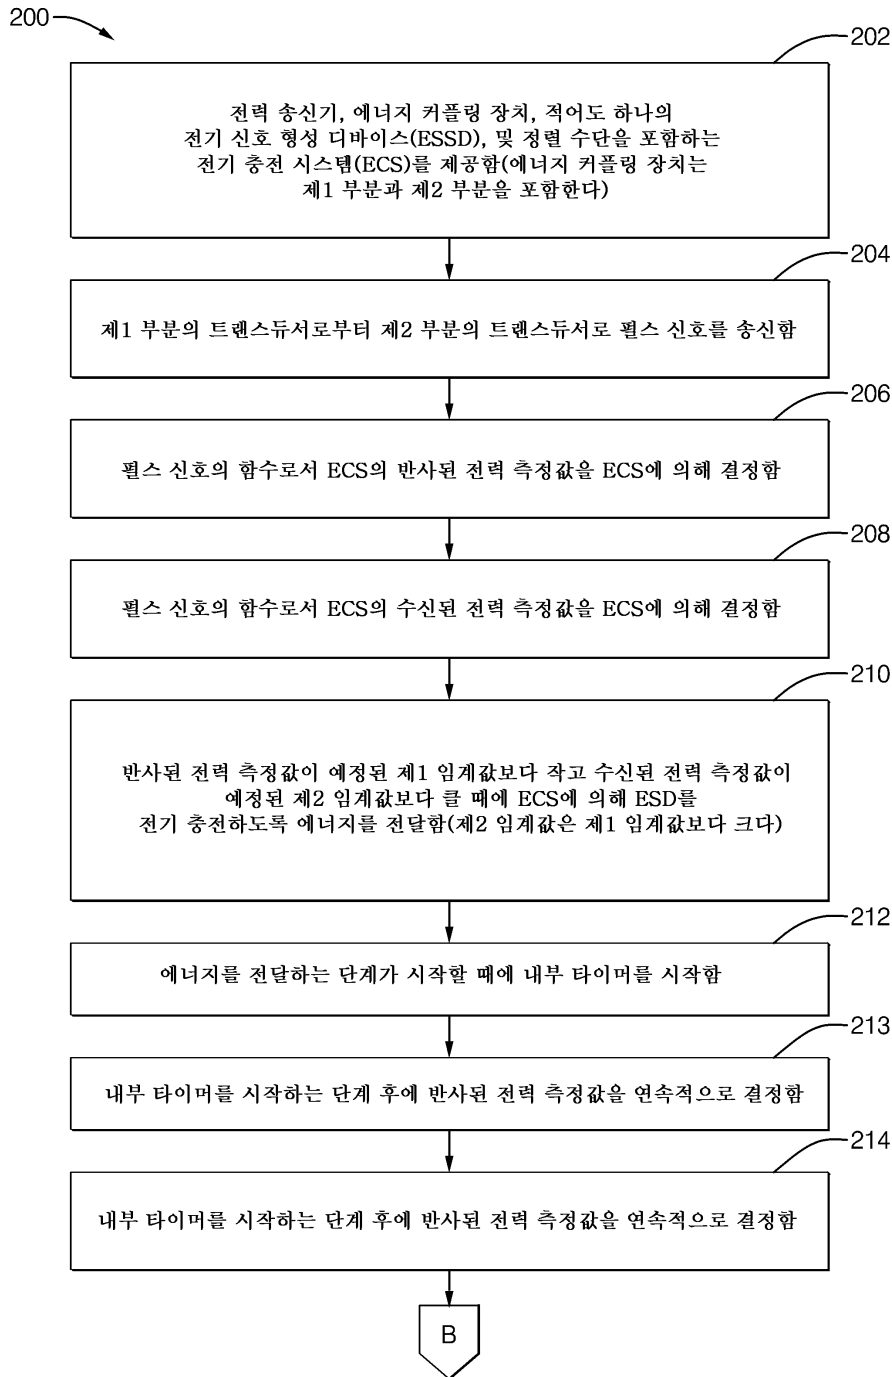 200
202
전력 송신기, 에너지 커플링 장치, 적어도 하나의
전기 신호 형성 디바이스(ESSD), 및 정렬 수단을 포함하는
전기 충전 시스템(ECS)를 제공함(에너지 커플링 장치는
제1 부분과 제2 부분을 포함한다)
204
제1 부분의 트랜스듀서로부터 제2 부분의 트랜스듀서로 펄스 신호를 송신함
206
펄스 신호의 함수로서 ECS의 반사된 전력 측정값을 ECS에 의해 결정함
208
펄스 신호의 함수로서 ECS의 수신된 전력 측정값을 ECS에 의해 결정함
210
반사된 전력 측정값이 예정된 제1 임계값보다 작고 수신된 전력 측정값이
예정된 제2 임계값보다 클 때에 ECS에 의해 ESD를
전기 충전하도록 에너지를 전달함(제2 임계값은 제1 임계값보다 크다)
212
에너지를 전달하는 단계가 시작할 때에 내부 타이머를 시작함
213
내부 타이머를 시작하는 단계 후에 반사된 전력 측정값을 연속적으로 결정함
214
내부 타이머를 시작하는 단계 후에 반사된 전력 측정값을 연속적으로 결정함
B